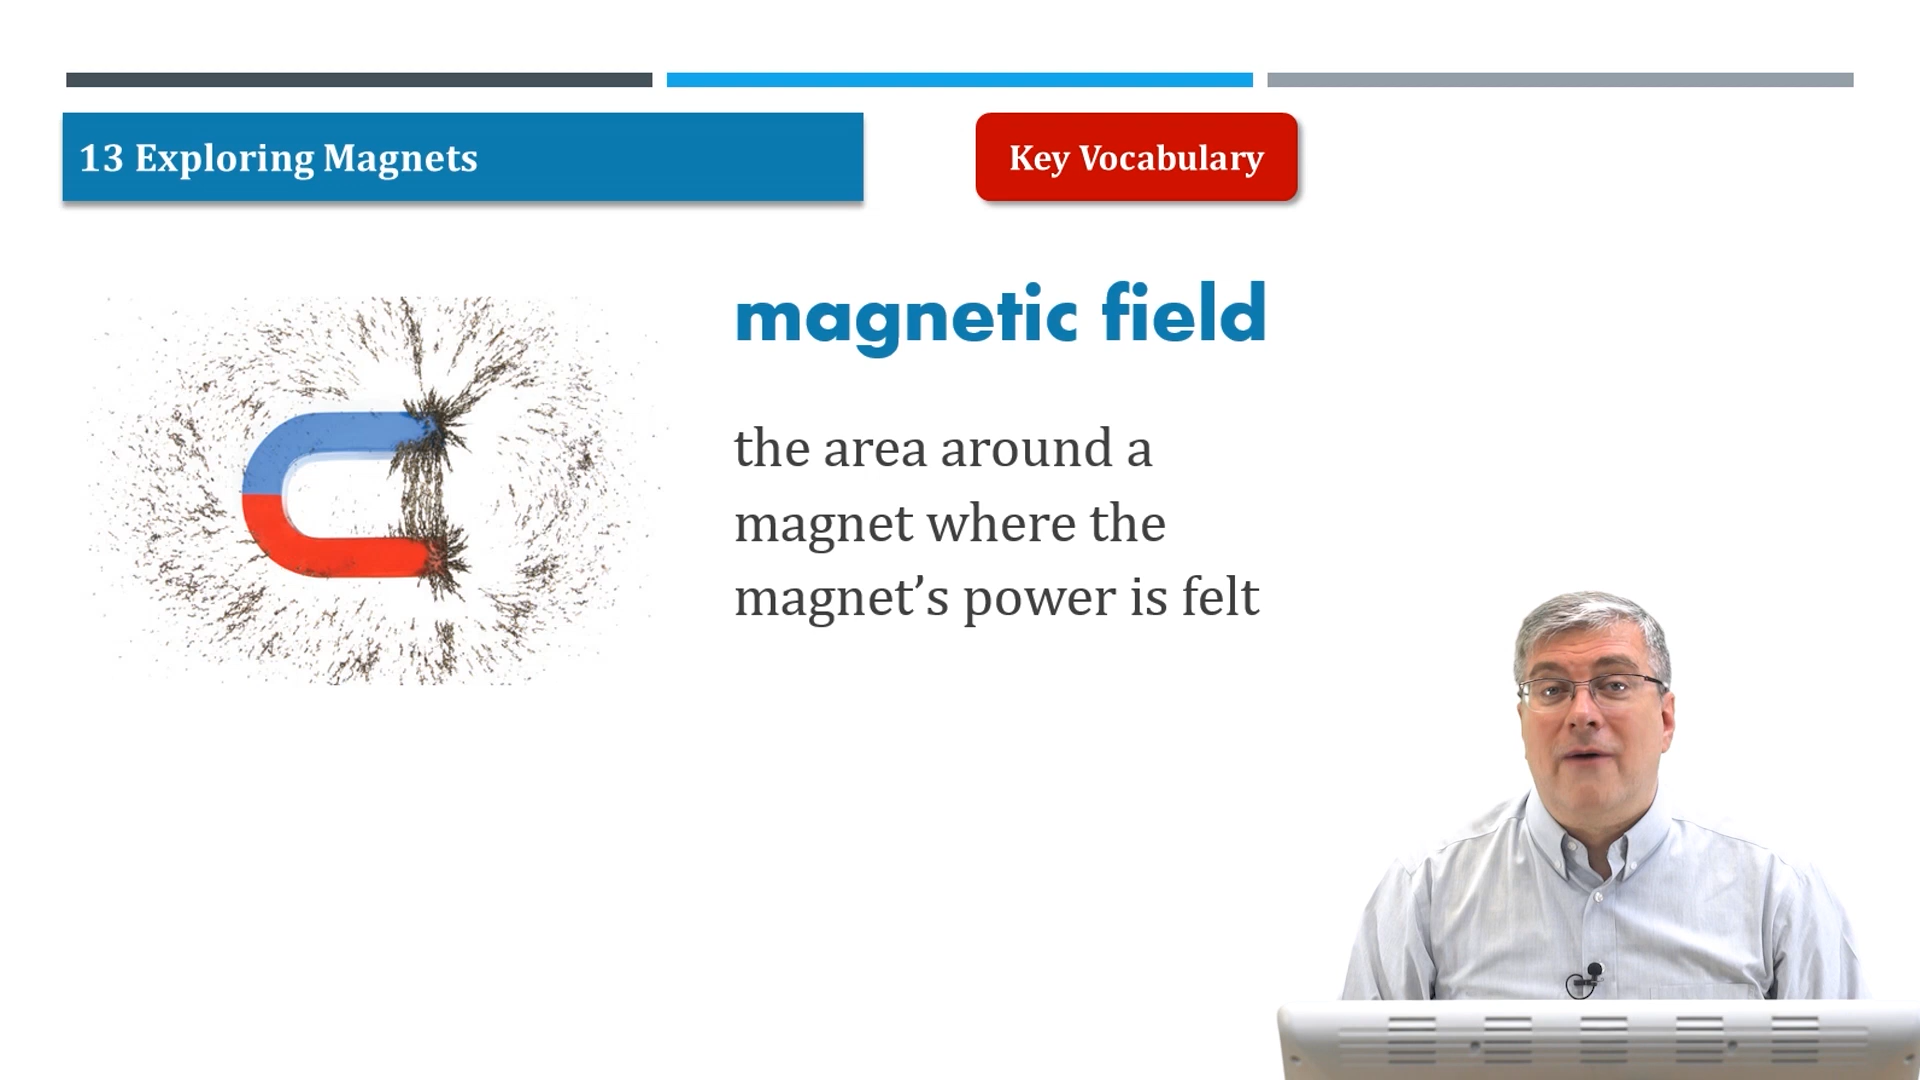 13 Exploring Magnets
Key Vocabulary
magnetic field
the area around a
magnet where the
magnet’s power is felt